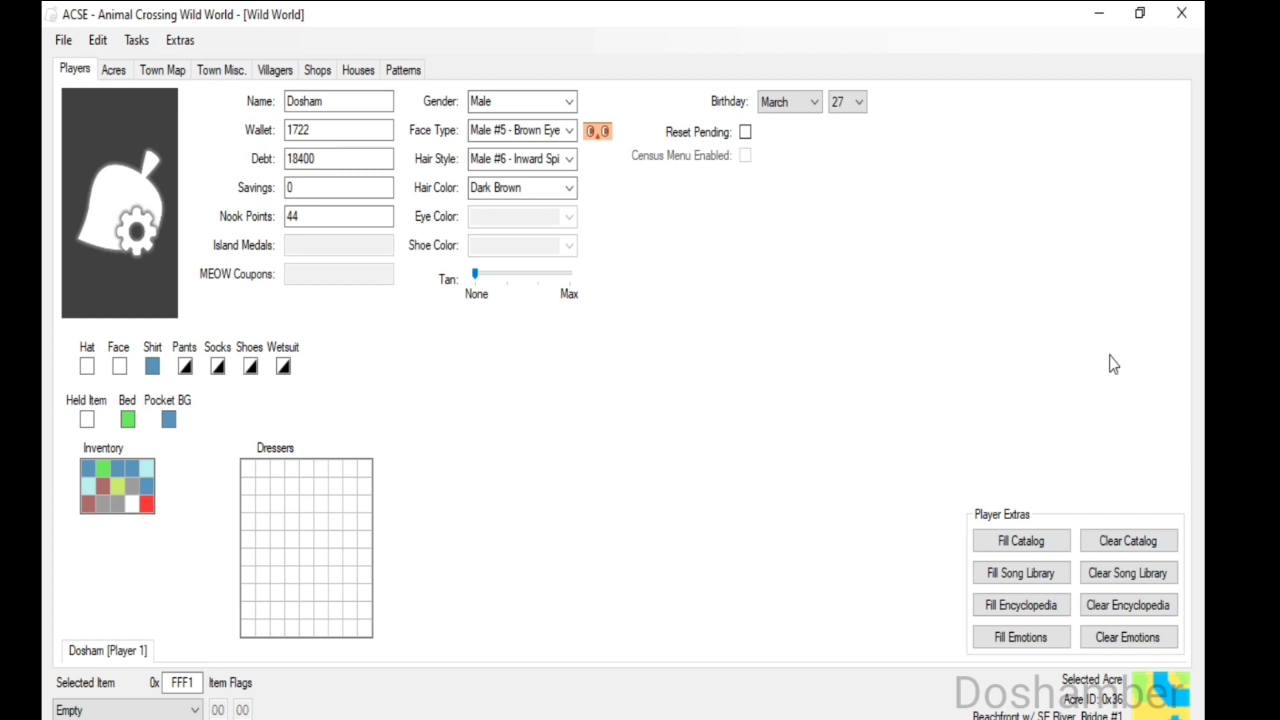 ACSE - Animal Crossing Wild World - [Wild World]
File Edit Tasks Extras
Players Acres Town Map Town Misc. Villagers Shops Houses Patterns
Name: Dosham Gender: Male Birthday: March 27
Wallet: 1722 Face Type: Male #5 - Brown Eye Reset Pending:
Debt: 18400 Hair Style: Male #6 - Inward Spi Census Menu Enabled:
Savings: 0 Hair Color: Dark Brown
Nook Points: 44 Eye Color:
Island Medals: Shoe Color:
MEOW Coupons: Tan:
None Max
Hat Face Shirt Pants Socks Shoes Wetsuit
Held Item Bed Pocket BG
Inventory Dressers
Player Extras
Fill Catalog Clear Catalog
Fill Song Library Clear Song Library
Fill Encyclopedia Clear Encyclopedia
Fill Emotions Clear Emotions
Dosham [Player 1]
Selected Item 0x FFF1 Item Flags Selected Acre
Empty 00 00 Acre ID: 0x36
Beachfront w/ SE River, Bridge #1
Doshamber